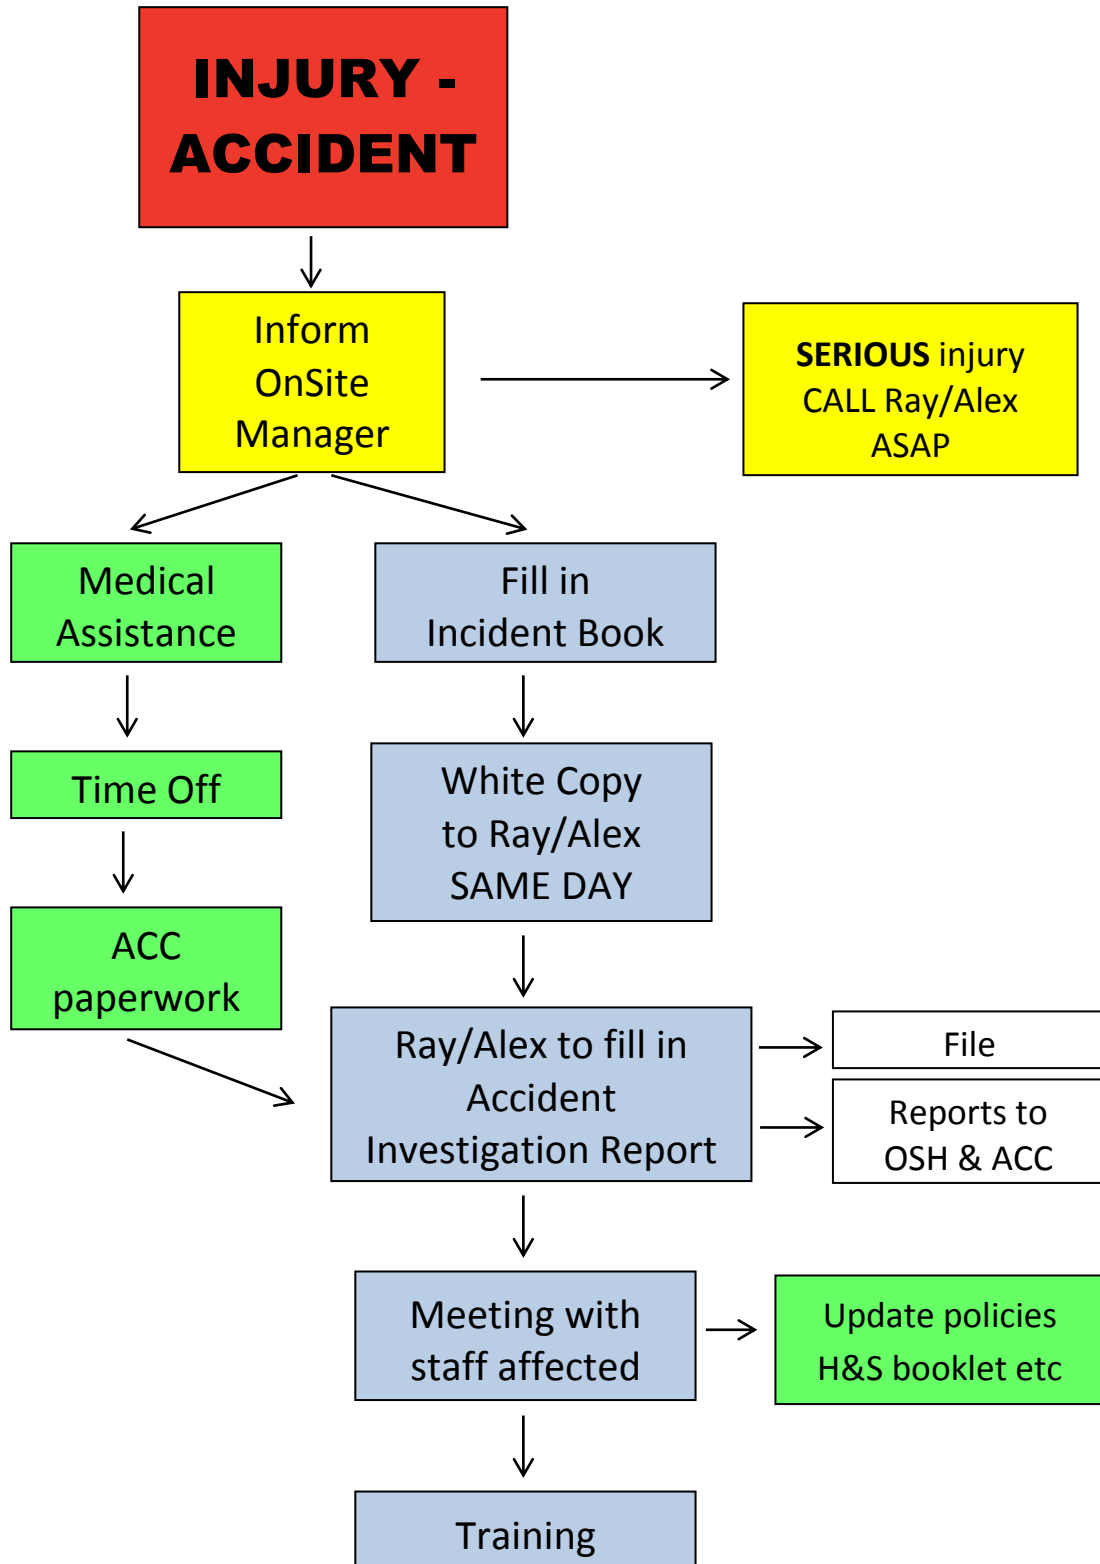 INJURY -
ACCIDENT
Inform
OnSite
Manager
SERIOUS injury
CALL Ray/Alex
ASAP
Medical
Assistance
Fill in
Incident Book
Time Off
White Copy
to Ray/Alex
SAME DAY
ACC
paperwork
Ray/Alex to fill in
Accident
Investigation Report
File
Reports to
OSH & ACC
Meeting with
staff affected
Update policies
H&S booklet etc
Training